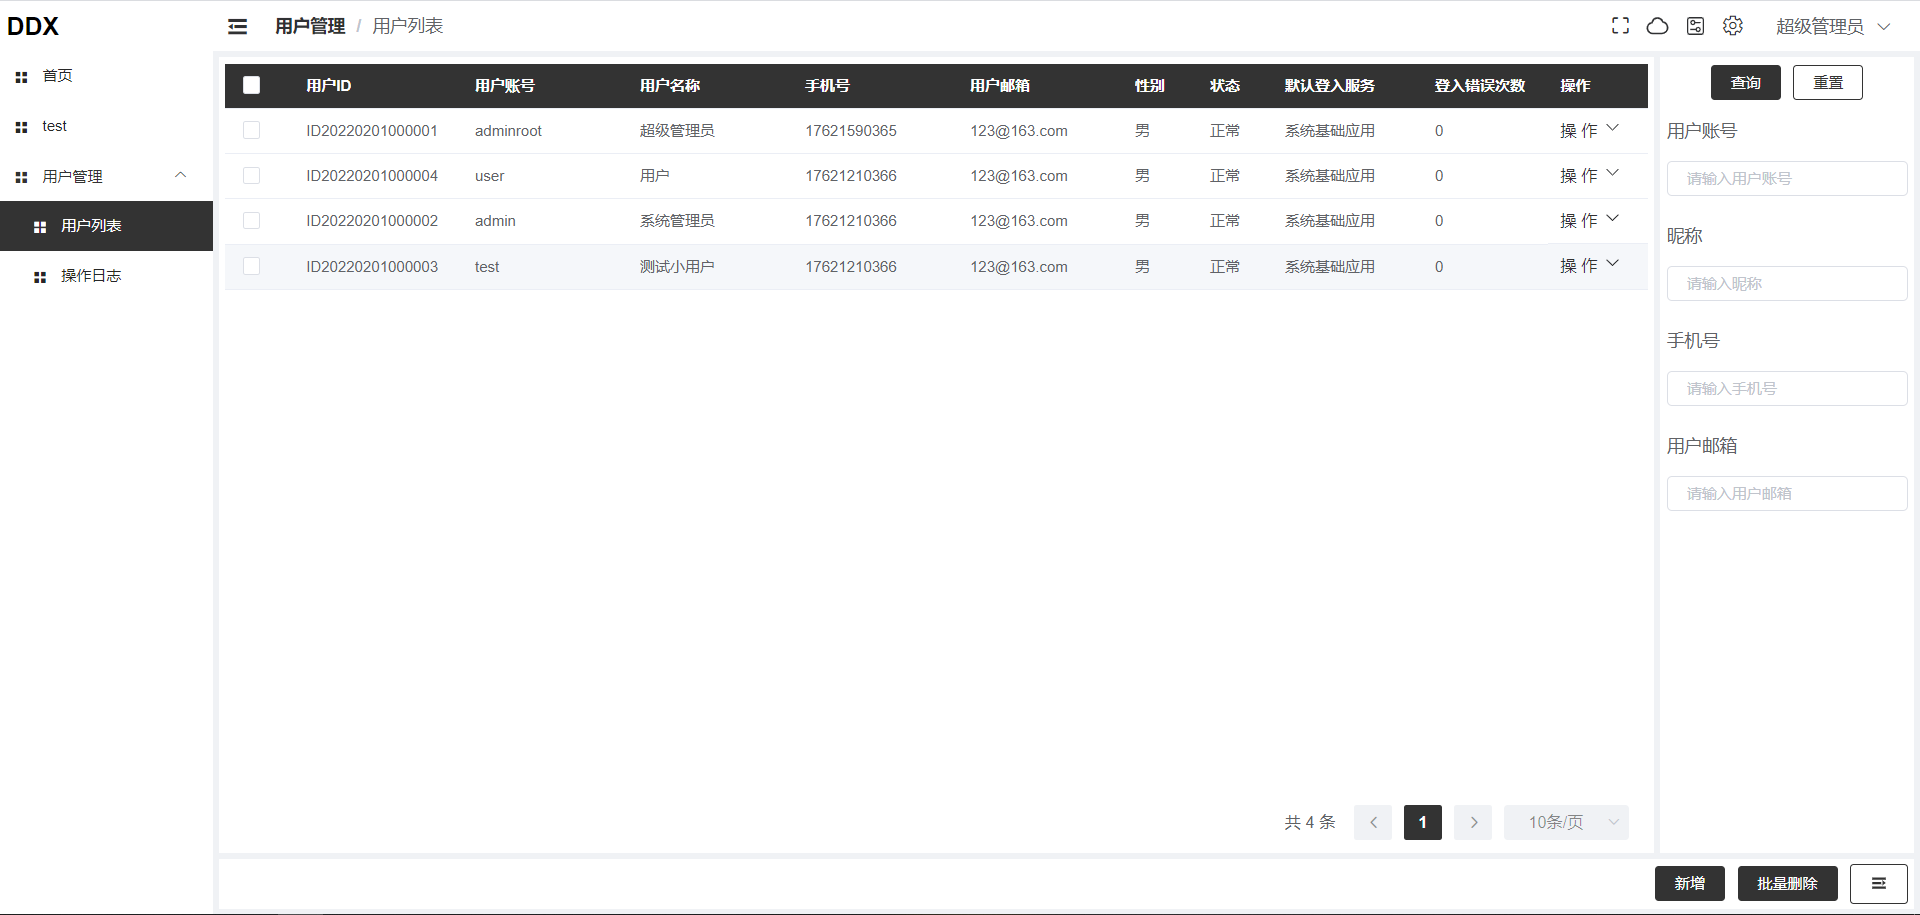 DDX
用户管理 / 用户列表
超级管理员
首页
test
用户管理
用户列表
操作日志
用户ID 用户账号 用户名称 手机号 用户邮箱 性别 状态 默认登入服务 登入错误次数 操作
ID20220201000001 adminroot 超级管理员 17621590365 123@163.com 男 正常 系统基础应用 0 操 作
ID20220201000004 user 用户 17621210366 123@163.com 男 正常 系统基础应用 0 操 作
ID20220201000002 admin 系统管理员 17621210366 123@163.com 男 正常 系统基础应用 0 操 作
ID20220201000003 test 测试小用户 17621210366 123@163.com 男 正常 系统基础应用 0 操 作
共 4 条 1 10条/页
查询 重置
用户账号
请输入用户账号
昵称
请输入昵称
手机号
请输入手机号
用户邮箱
请输入用户邮箱
新增 批量删除